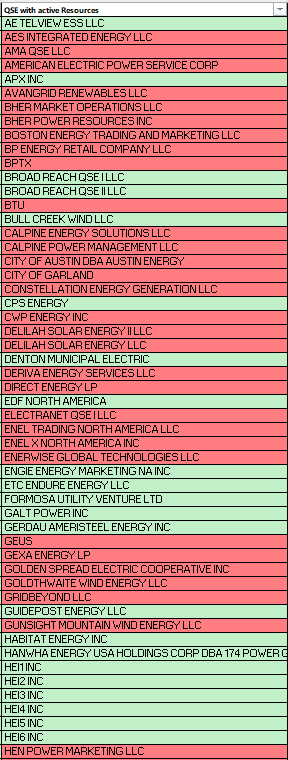 QSE with active Resources
AE TELVIEW ESS LLC
AES INTEGRATED ENERGY LLC
AMA QSE LLC
AMERICAN ELECTRIC POWER SERVICE CORP
APX INC
AVANGRID RENEWABLES LLC
BHER MARKET OPERATIONS LLC
BHER POWER RESOURCES INC
BOSTON ENERGY TRADING AND MARKETING LLC
BP ENERGY RETAIL COMPANY LLC
BPTX
BROAD REACH QSE I LLC
BROAD REACH QSE II LLC
BTU
BULL CREEK WIND LLC
CALPINE ENERGY SOLUTIONS LLC
CALPINE POWER MANAGEMENT LLC
CITY OF AUSTIN DBA AUSTIN ENERGY
CITY OF GARLAND
CONSTELLATION ENERGY GENERATION LLC
CPS ENERGY
CWP ENERGY INC
DELILAH SOLAR ENERGY II LLC
DELILAH SOLAR ENERGY LLC
DENTON MUNICIPAL ELECTRIC
DERIVA ENERGY SERVICES LLC
DIRECT ENERGY LP
EDF NORTH AMERICA
ELECTRANET QSE I LLC
ENEL TRADING NORTH AMERICA LLC
ENEL X NORTH AMERICA INC
ENERWISE GLOBAL TECHNOLOGIES LLC
ENGIE ENERGY MARKETING NA INC
ETC ENDURE ENERGY LLC
FORMOSA UTILITY VENTURE LTD
GALT POWER INC
GERDAU AMERISTEEL ENERGY INC
GEUS
GEXA ENERGY LP
GOLDEN SPREAD ELECTRIC COOPERATIVE INC
GOLDTHWAITE WIND ENERGY LLC
GRIDBEYOND LLC
GUIDEPOST ENERGY LLC
GUNSIGHT MOUNTAIN WIND ENERGY LLC
HABITAT ENERGY INC
HANWHA ENERGY USA HOLDINGS CORP DBA 174 POWER G
HEI1 INC
HEI2 INC
HEI3 INC
HEI4 INC
HEI5 INC
HEI6 INC
HEN POWER MARKETING LLC